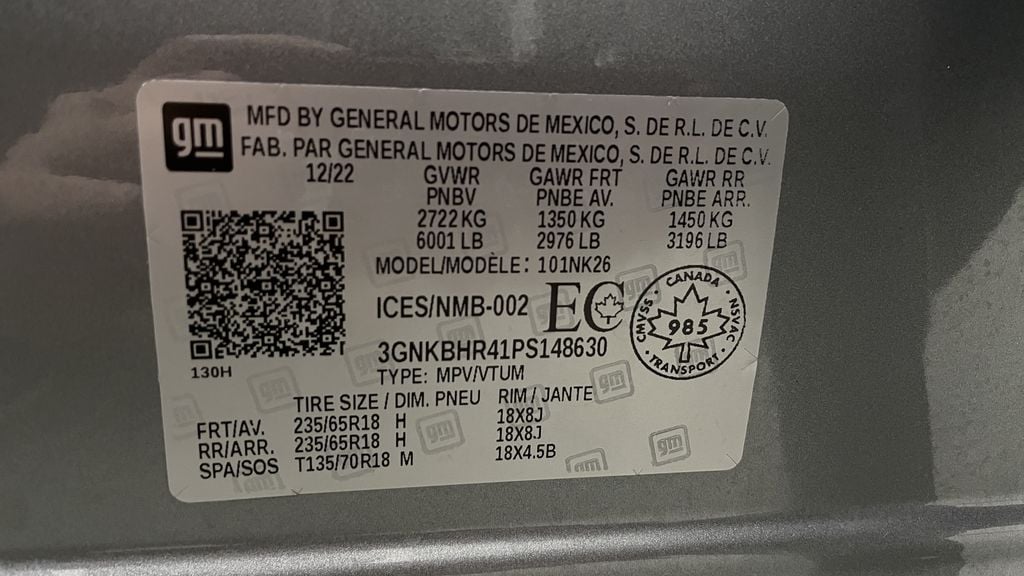 gm MFD BY GENERAL MOTORS DE MEXICO, S. DE R.L. DE C.V.
FAB. PAR GENERAL MOTORS DE MEXICO, S. DE R.L. DE C.V.
12/22 GVWR GAWR FRT GAWR RR
PNBV PNBE AV. PNBE ARR.
2722 KG 1350 KG 1450 KG
6001 LB 2976 LB 3196 LB
MODEL/MODÈLE: 101NK26
ICES/NMB-002 EC
CANADA
CMVSS · NSVAC
985
· TRANSPORT ·
3GNKBHR41PS148630
130H
TYPE: MPV/VTUM
TIRE SIZE / DIM. PNEU RIM / JANTE
FRT/AV. 235/65R18 H 18X8J
RR/ARR. 235/65R18 H 18X8J
SPA/SOS T135/70R18 M 18X4.5B